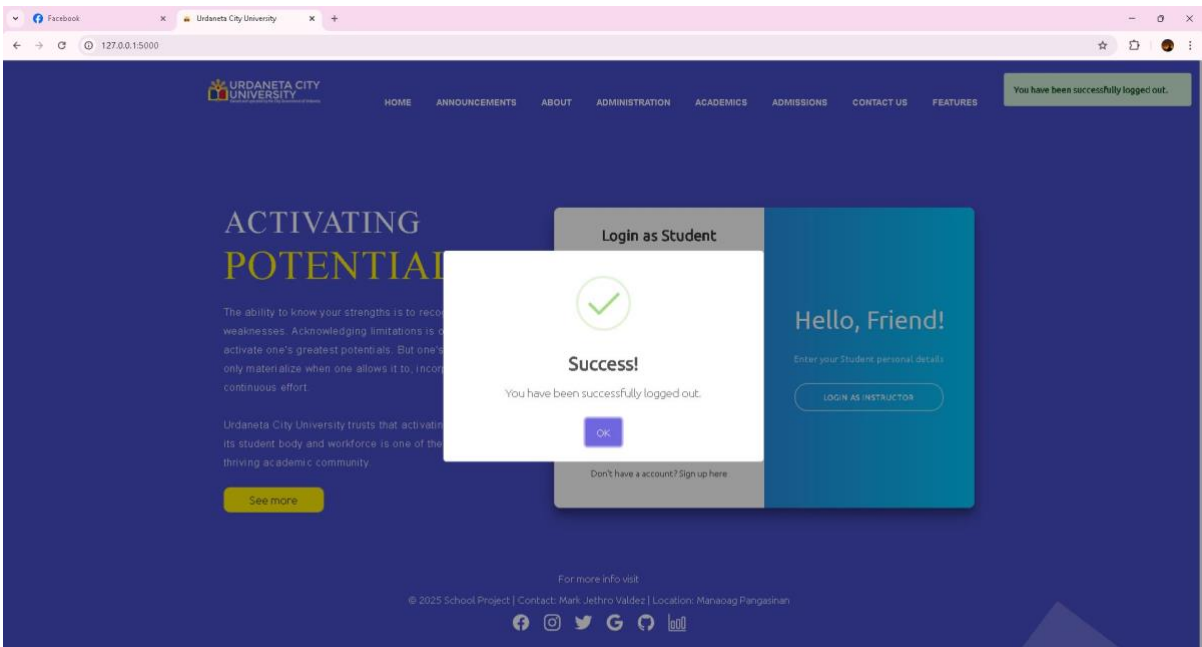 Facebook
Urdaneta City University
127.0.0.1:5000
URDANETA CITY
UNIVERSITY
HOME ANNOUNCEMENTS ABOUT ADMINISTRATION ACADEMICS ADMISSIONS CONTACT US FEATURES
You have been successfully logged out.
ACTIVATING
POTENTIAL
The ability to know your strengths is to reco
weaknesses. Acknowledging limitations is o
activate one's greatest potentials. But one's
only materialize when one allows it to, incorp
continuous effort.
Urdaneta City University trusts that activatin
its student body and workforce is one of the
thriving academic community.
See more
Login as Student
Success!
You have been successfully logged out.
OK
Don't have a account? Sign up here
Hello, Friend!
Enter your Student personal details
LOGIN AS INSTRUCTOR
For more info visit
© 2025 School Project | Contact: Mark Jethro Valdez | Location: Manaoag Pangasinan